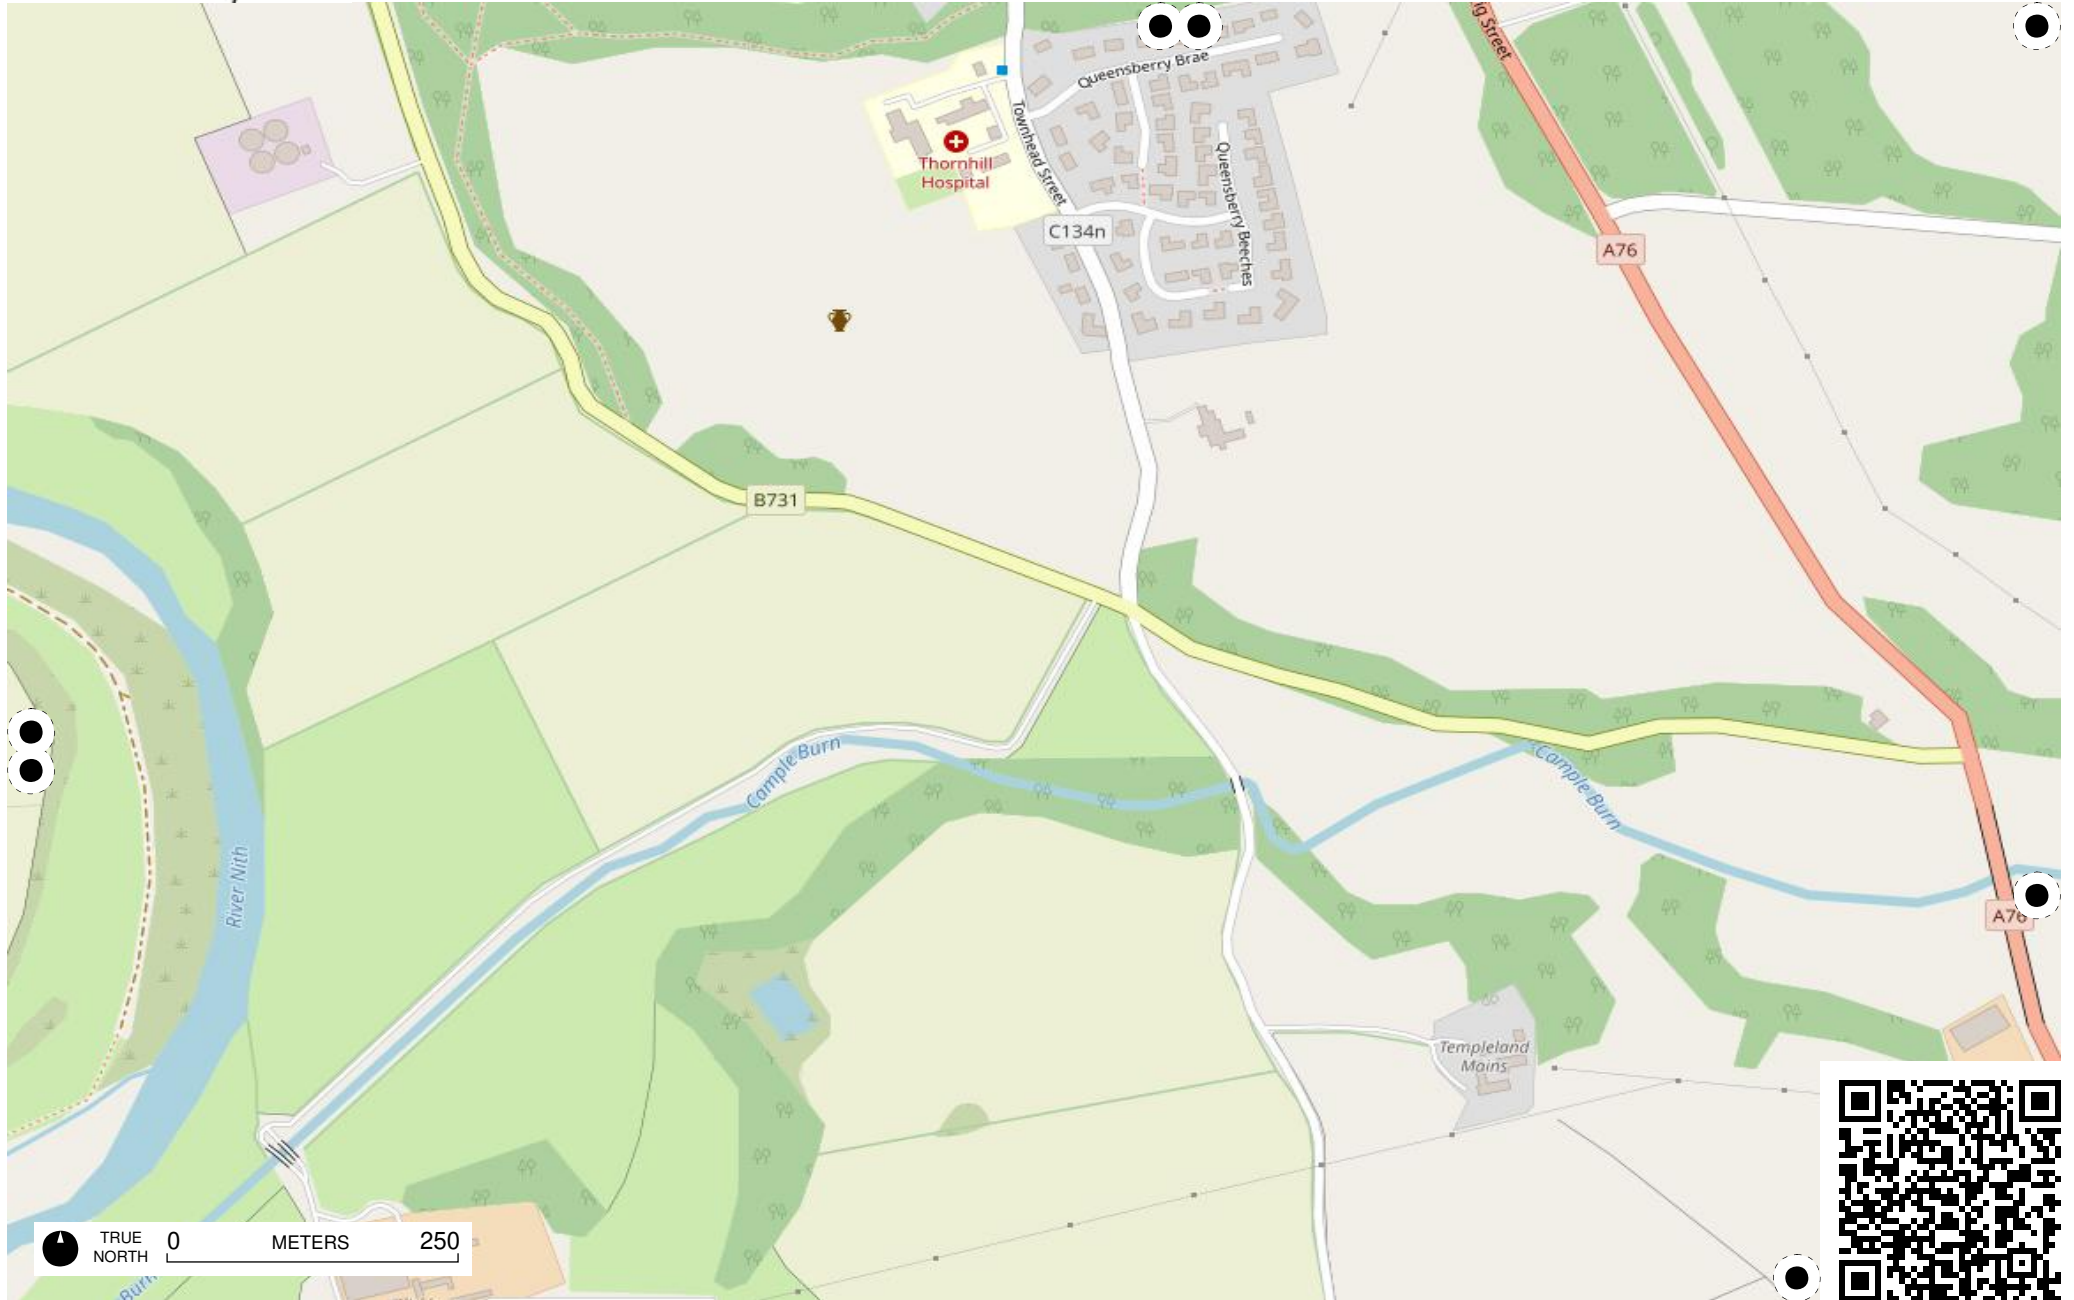 Queensberry Brae
Townhead Street
Thornhill
Hospital
Queensberry Beeches
C134n
A76
B731
Cample Burn
Cample Burn
River Nith
A76
Templeland
Mains
TRUE
NORTH
0
METERS
250
Burn